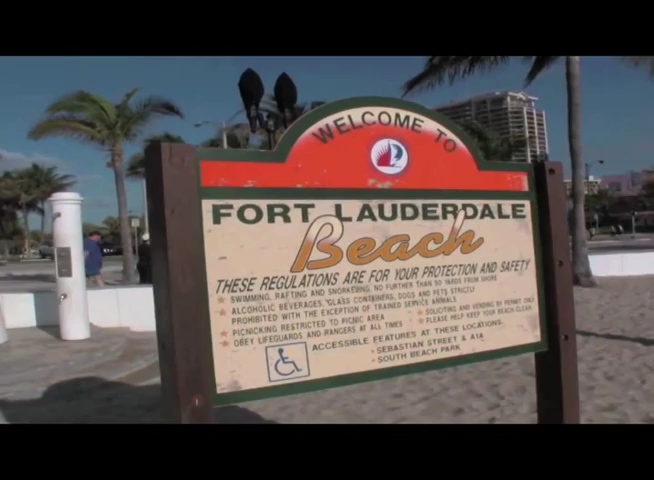 WELCOME TO
FORT LAUDERDALE
Beach
THESE REGULATIONS ARE FOR YOUR PROTECTION AND SAFETY
SWIMMING, RAFTING AND SNORKELING, NO FURTHER THAN 50 YARDS FROM SHORE
ALCOHOLIC BEVERAGES, GLASS CONTAINERS, DOGS AND PETS STRICTLY
PROHIBITED WITH THE EXCEPTION OF TRAINED SERVICE ANIMALS
PICNICKING RESTRICTED TO PICNIC AREA
OBEY LIFEGUARDS AND RANGERS AT ALL TIMES
SOLICITING AND VENDING BY PERMIT ONLY
PLEASE HELP KEEP YOUR BEACH CLEAN
ACCESSIBLE FEATURES AT THESE LOCATIONS:
SEBASTIAN STREET & A1A
SOUTH BEACH PARK